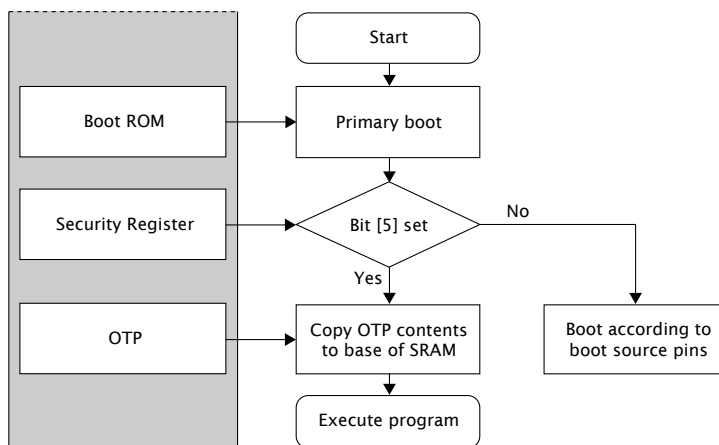 Start
Boot ROM
Primary boot
Security Register
Bit [5] set
No
Yes
OTP
Copy OTP contents
to base of SRAM
Boot according to
boot source pins
Execute program